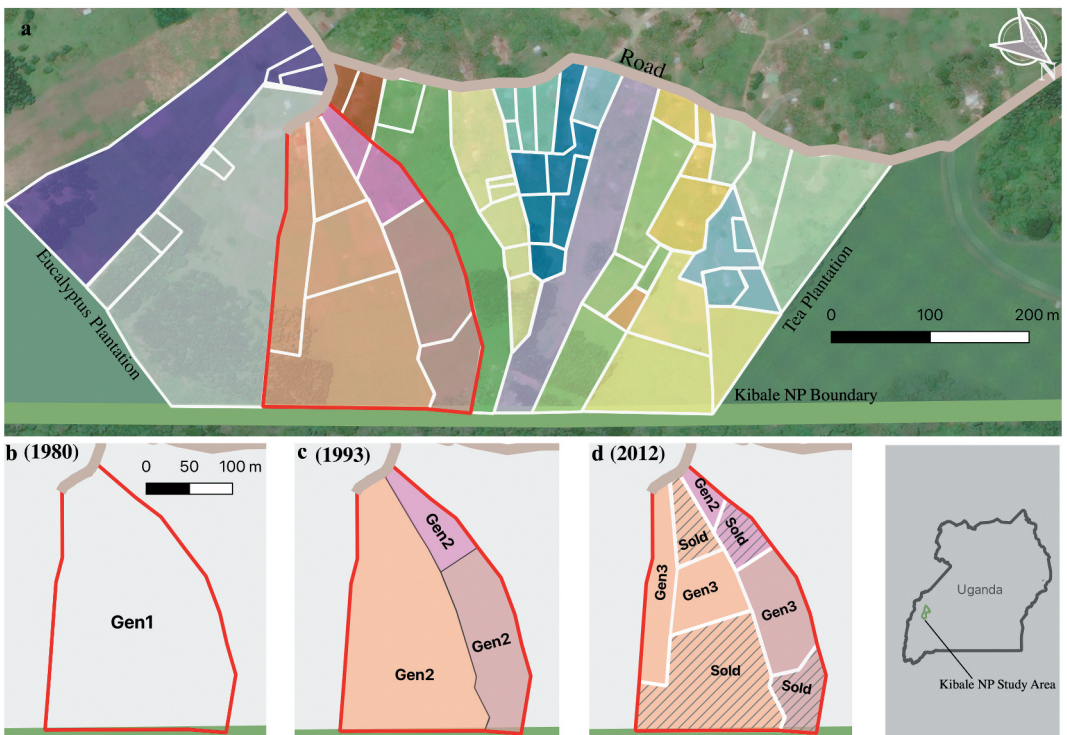 a
Road
N
Eucalyptus Plantation
Tea Plantation
0 100 200 m
Kibale NP Boundary
b (1980)
0 50 100 m
Gen1
c (1993)
Gen2
Gen2
Gen2
d (2012)
Gen2
Sold
Sold
Gen3
Gen3
Gen3
Sold
Sold
Uganda
Kibale NP Study Area